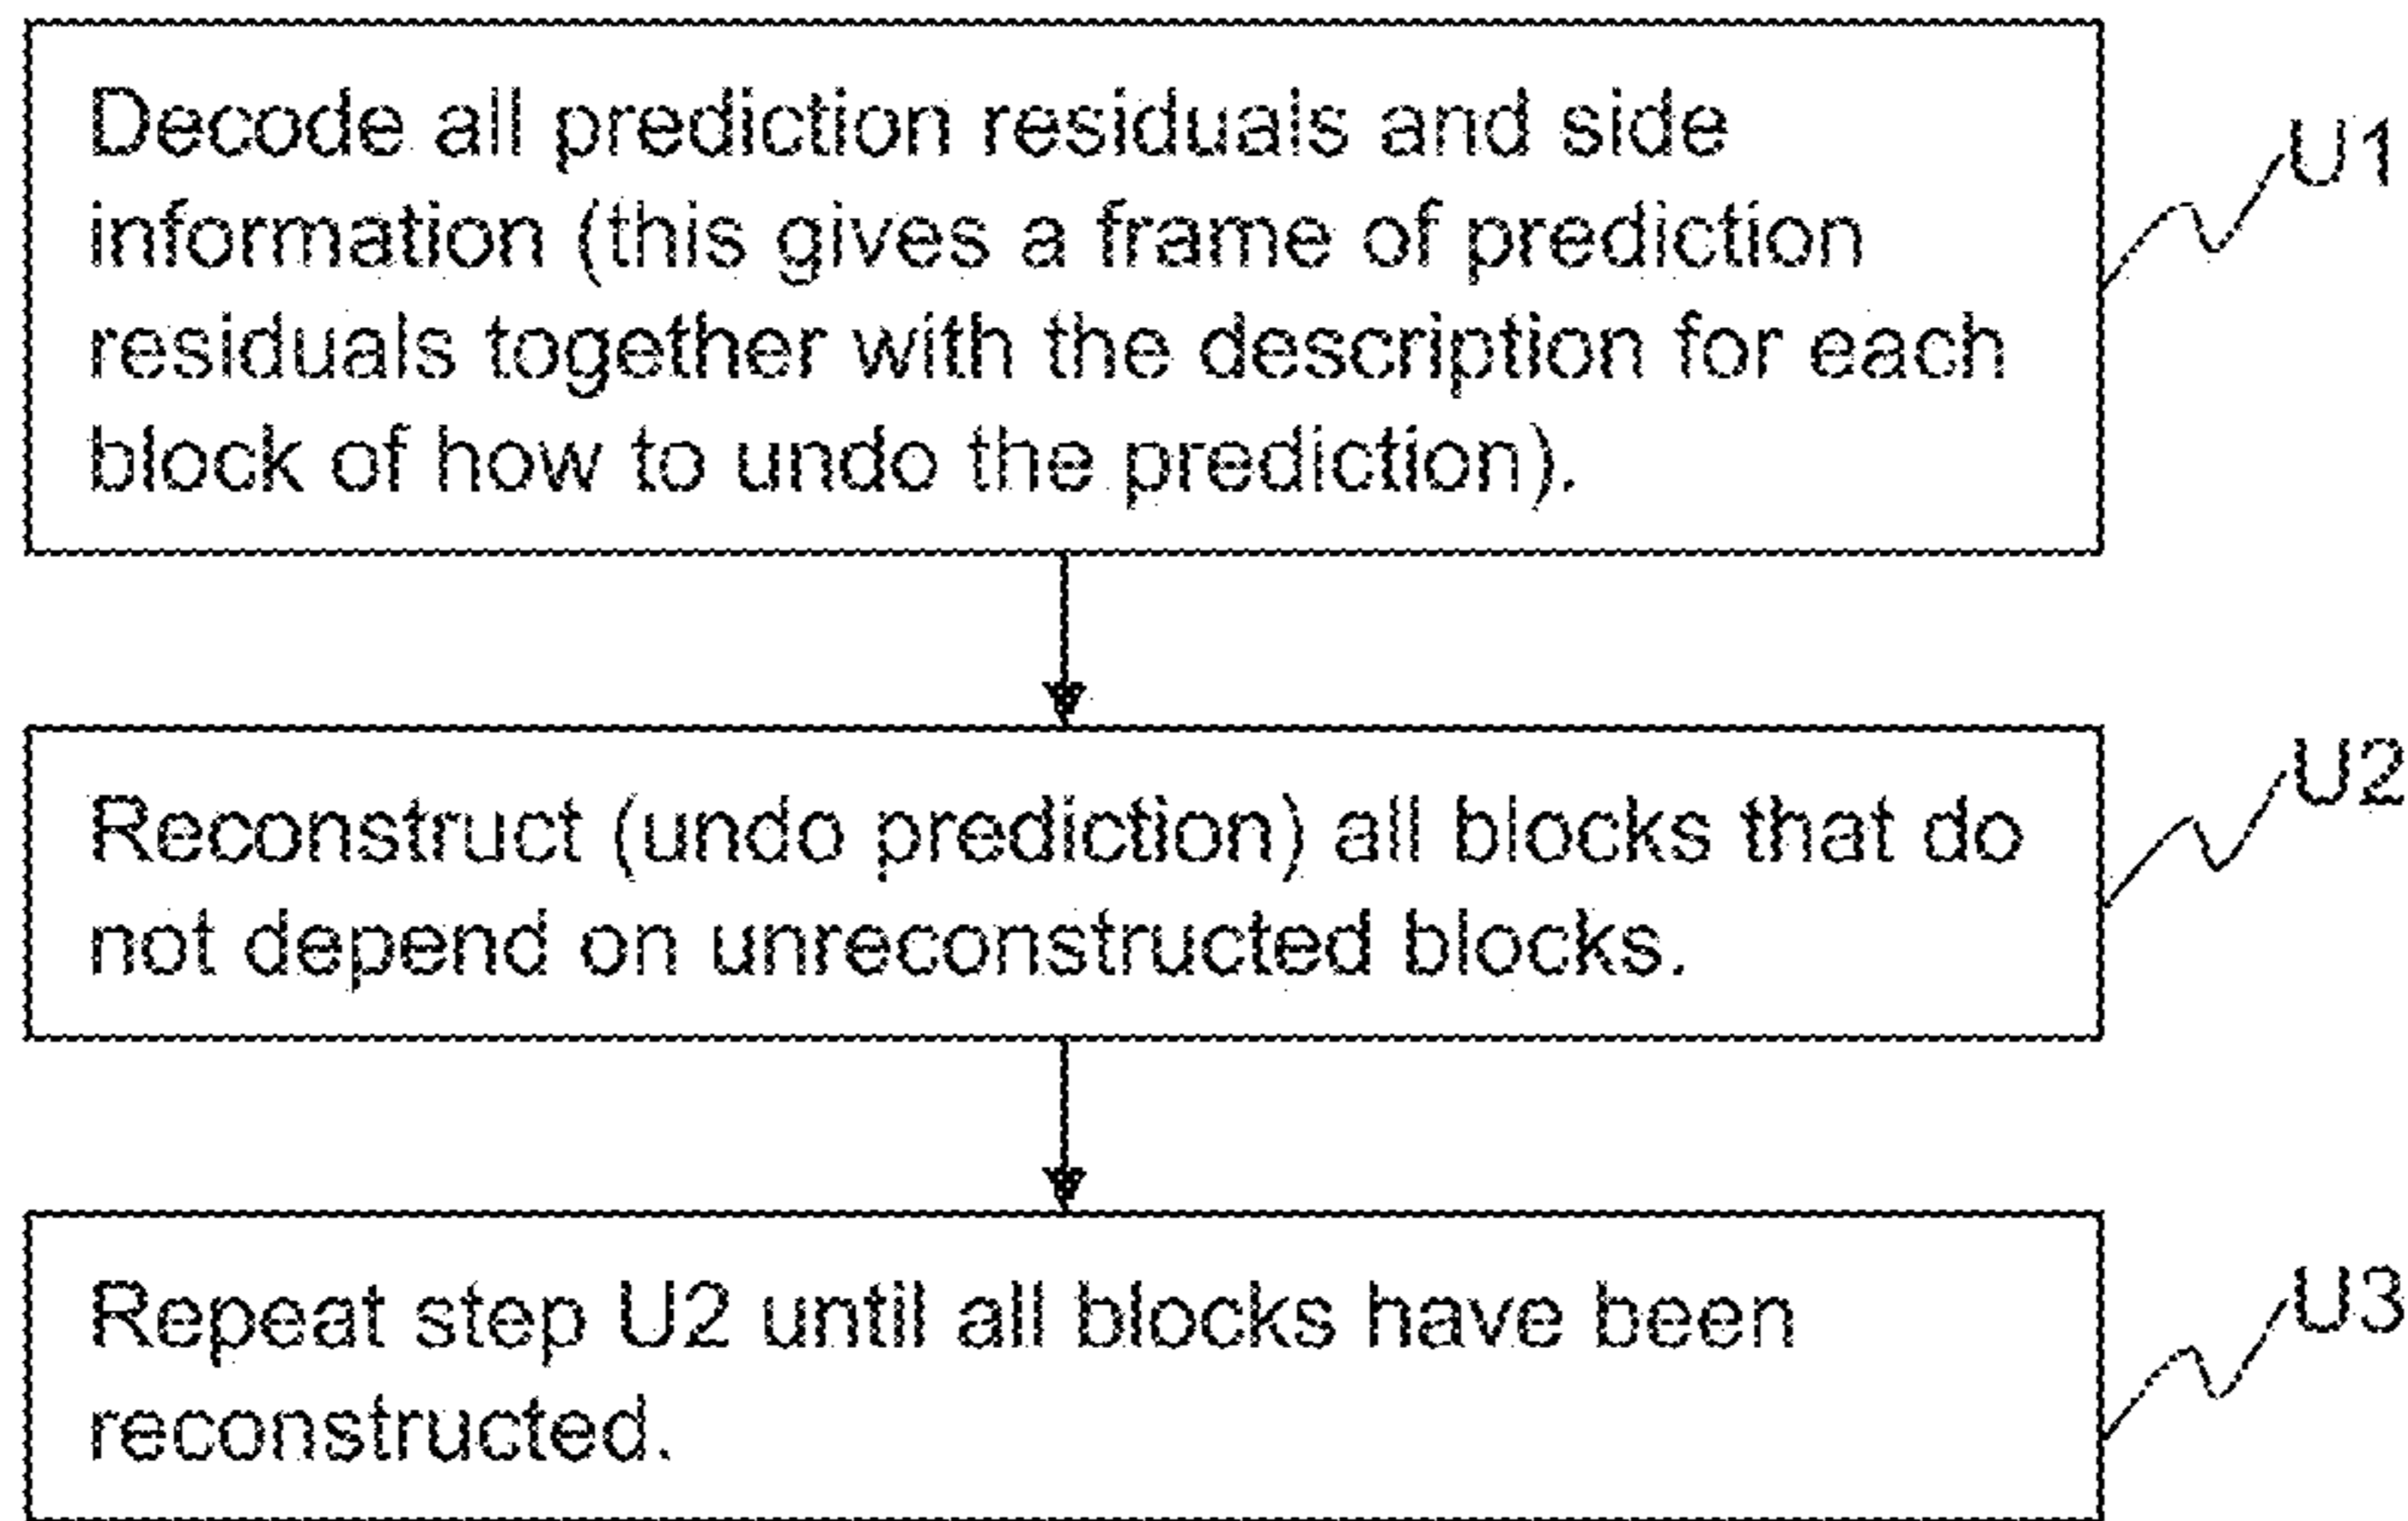 Decode all prediction residuals and side
information (this gives a frame of prediction
residuals together with the description for each
block of how to undo the prediction).
U1
Reconstruct (undo prediction) all blocks that do
not depend on unreconstructed blocks.
U2
Repeat step U2 until all blocks have been
reconstructed.
U3